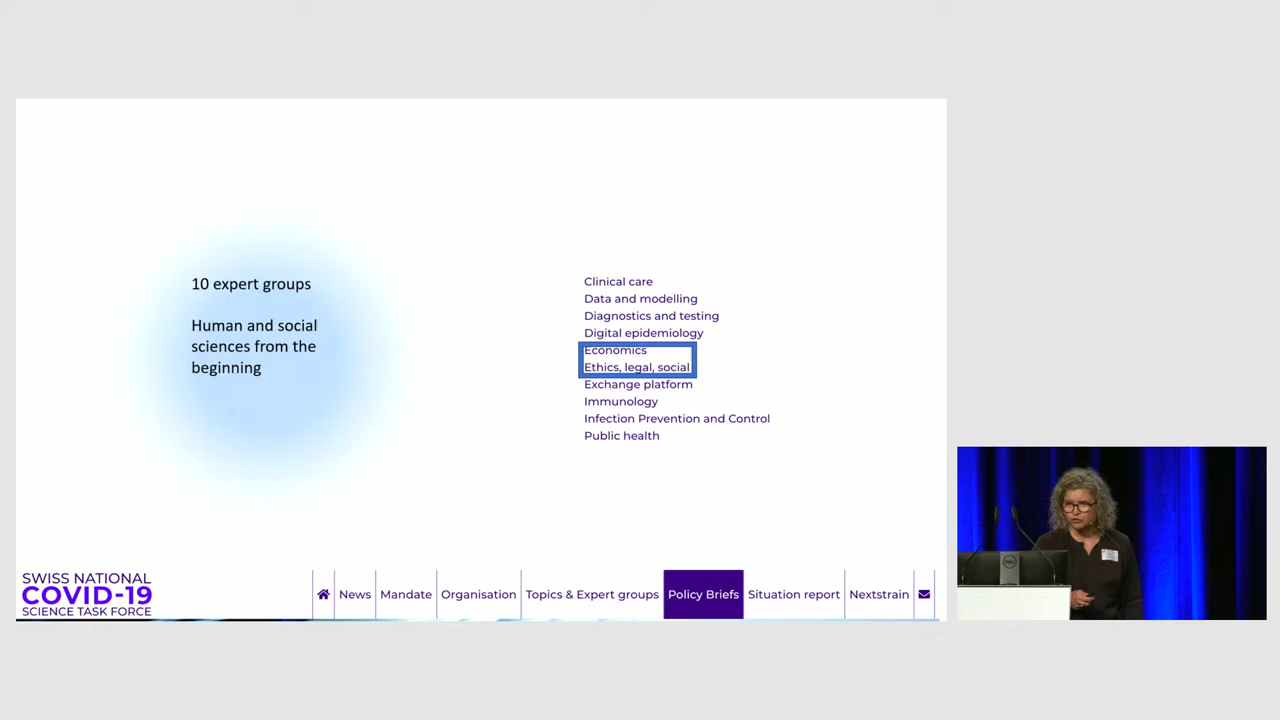 10 expert groups
Human and social
sciences from the
beginning
Clinical care
Data and modelling
Diagnostics and testing
Digital epidemiology
Economics
Ethics, legal, social
Exchange platform
Immunology
Infection Prevention and Control
Public health
SWISS NATIONAL
COVID-19
SCIENCE TASK FORCE
News Mandate Organisation Topics & Expert groups Policy Briefs Situation report Nextstrain
DELL